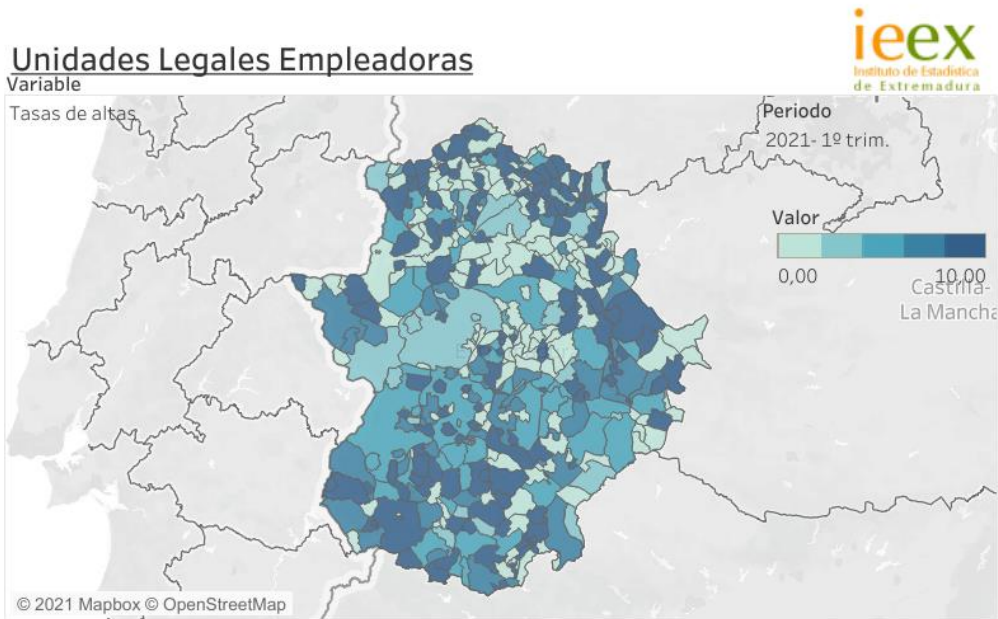 Unidades Legales Empleadoras
ieex
Instituto de Estadística
de Extremadura
Variable
Tasas de altas
Periodo
2021- 1º trim.
Valor
0,00 10,00
Castilla-
La Mancha
© 2021 Mapbox © OpenStreetMap